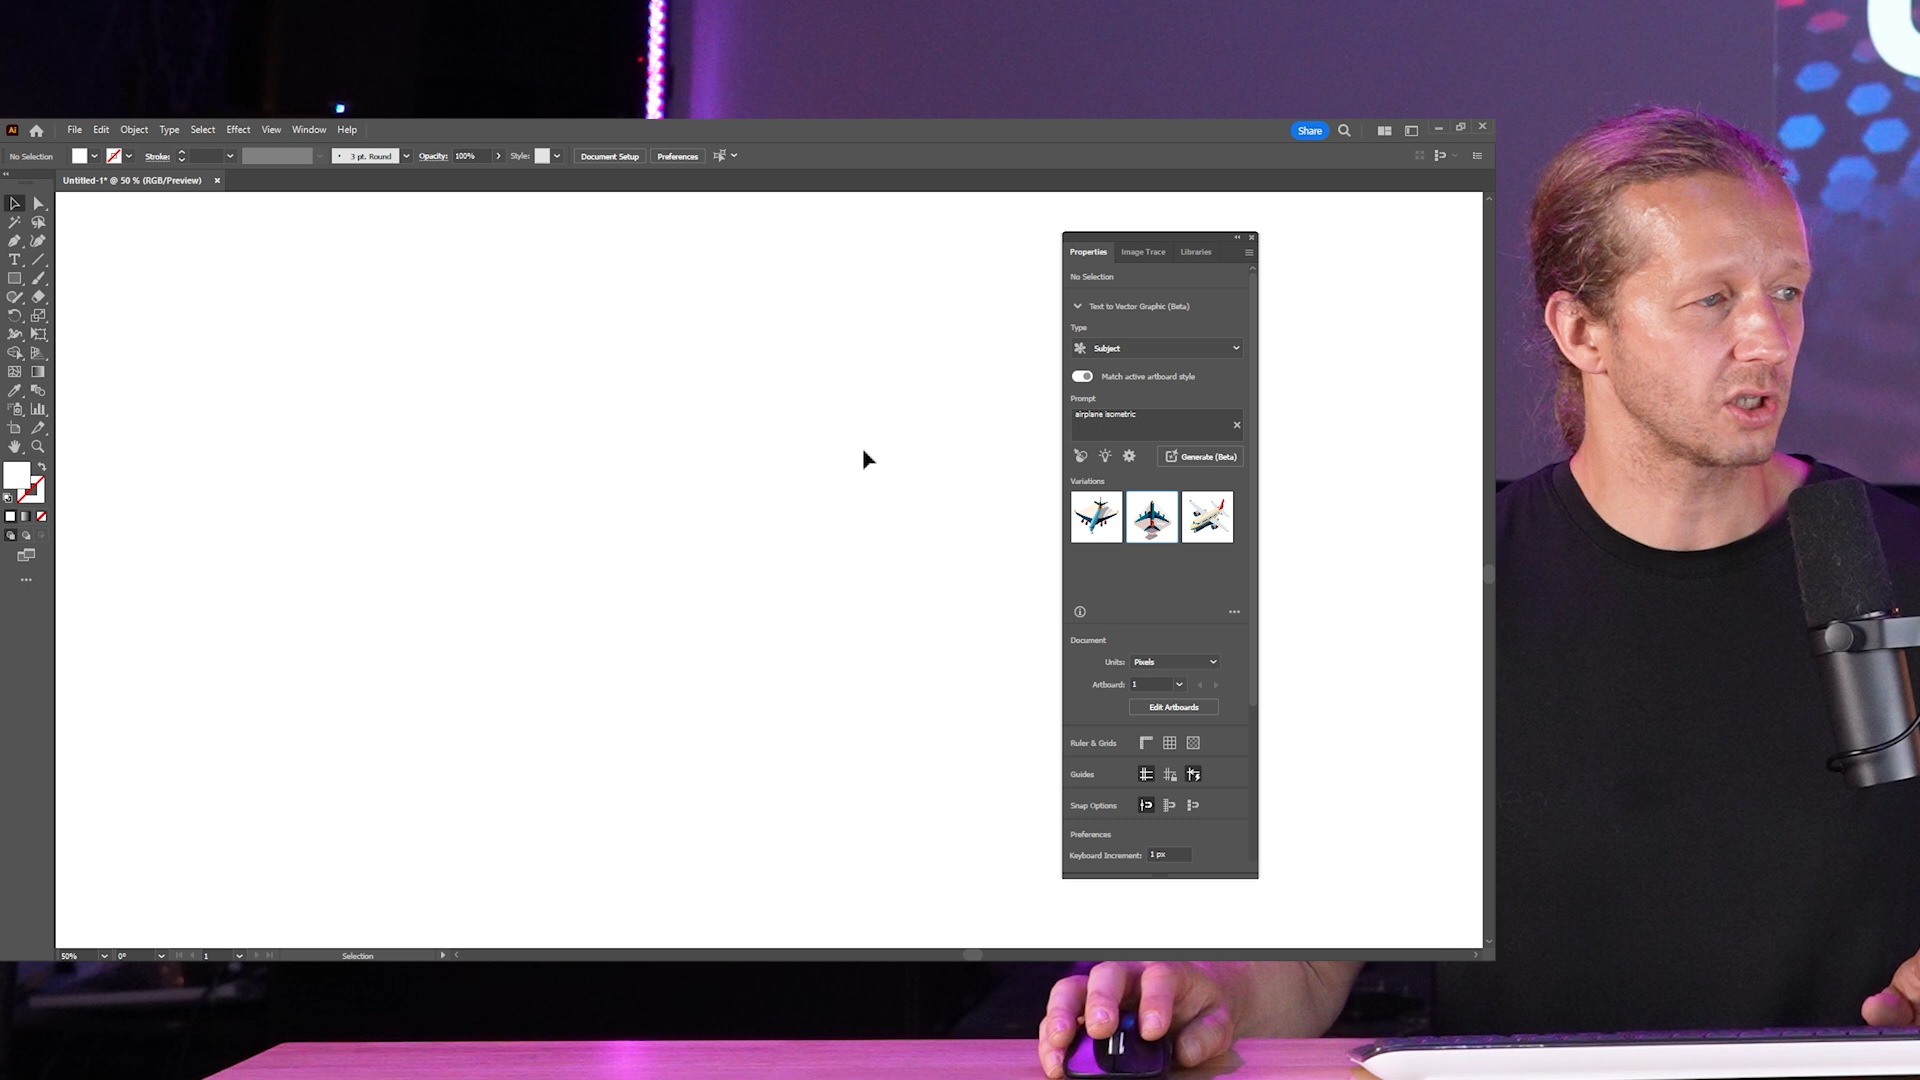 Ai
File Edit Object Type Select Effect View Window Help
Share
No Selection
Stroke:
3 pt. Round
Opacity: 100%
Style:
Document Setup
Preferences
Untitled-1* @ 50 % (RGB/Preview)
Properties Image Trace Libraries
No Selection
Text to Vector Graphic (Beta)
Type
Subject
Match active artboard style
Prompt
airplane isometric
Generate (Beta)
Variations
Document
Units: Pixels
Artboard: 1
Edit Artboards
Ruler & Grids
Guides
Snap Options
Preferences
Keyboard Increment: 1 px
50%
0°
1
Selection